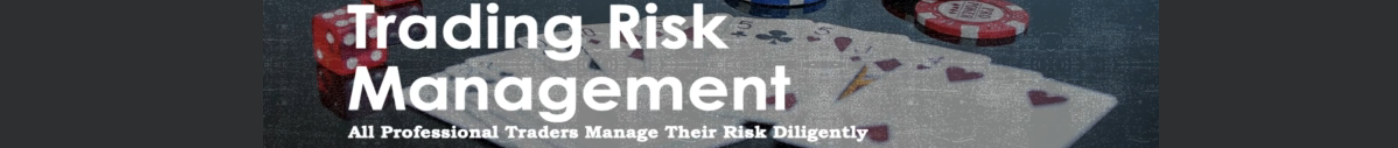 Trading Risk
Management
All Professional Traders Manage Their Risk Diligently